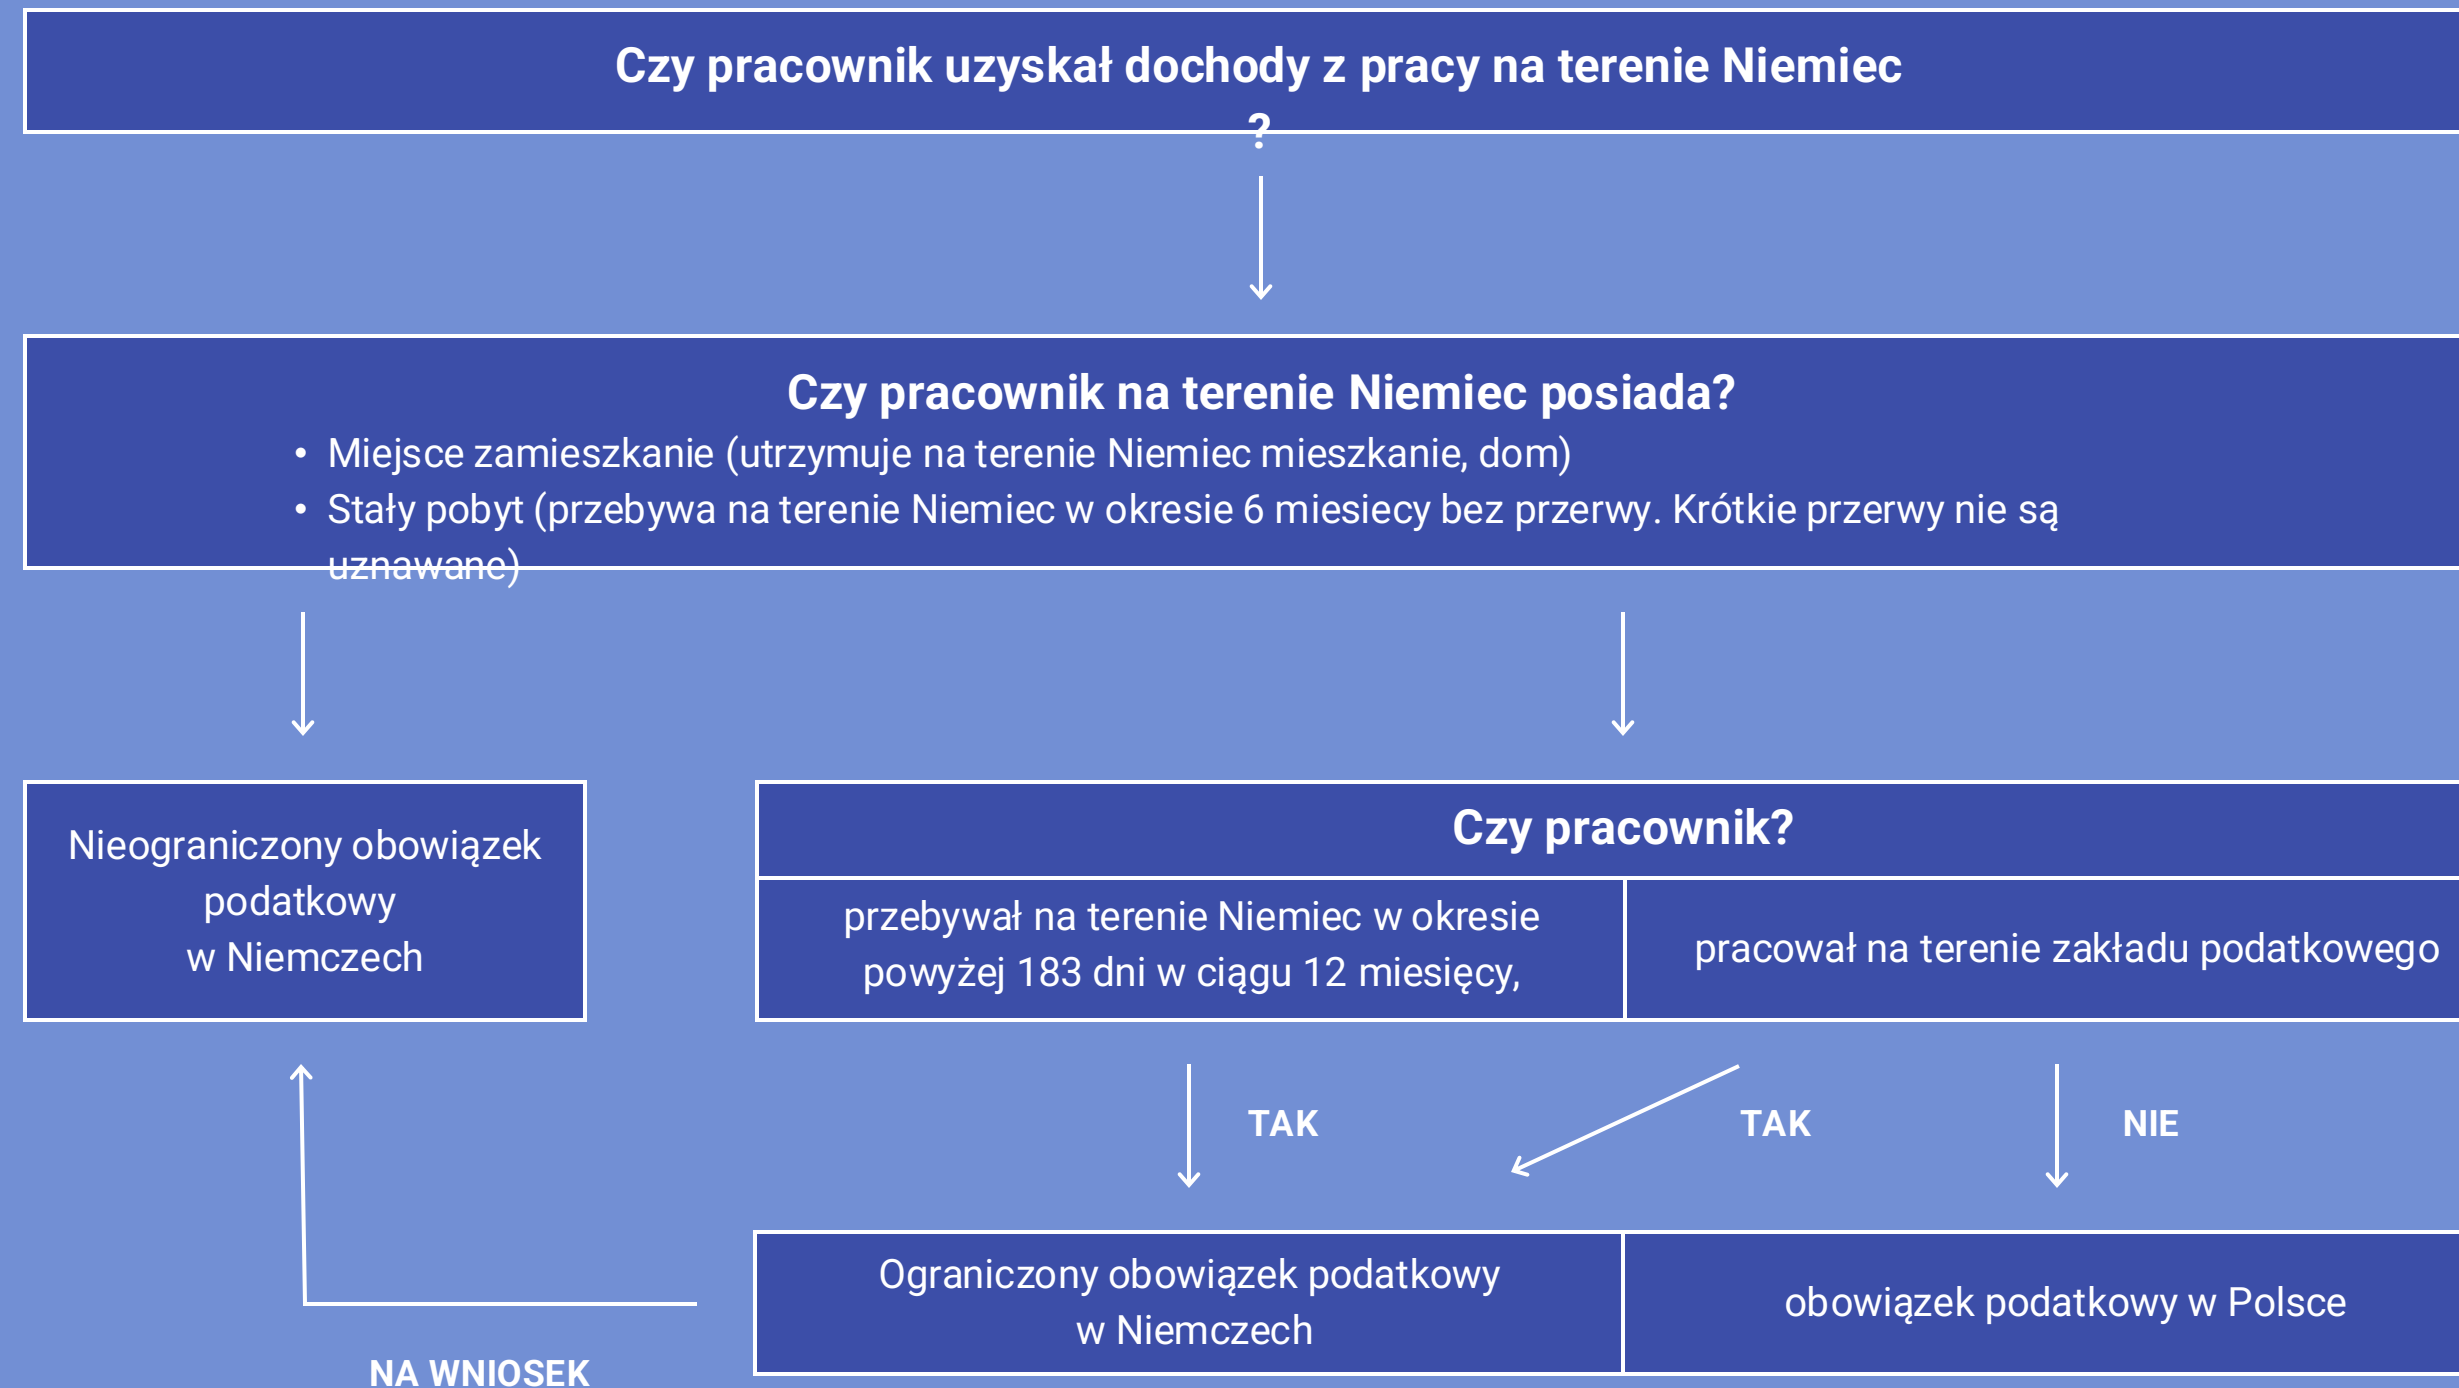 Czy pracownik uzyskał dochody z pracy na terenie Niemiec
?
Czy pracownik na terenie Niemiec posiada?
• Miejsce zamieszkanie (utrzymuje na terenie Niemiec mieszkanie, dom)
• Stały pobyt (przebywa na terenie Niemiec w okresie 6 miesiecy bez przerwy. Krótkie przerwy nie są
uznawane)
Nieograniczony obowiązek
podatkowy
w Niemczech
Czy pracownik?
przebywał na terenie Niemiec w okresie
powyżej 183 dni w ciągu 12 miesięcy,
pracował na terenie zakładu podatkowego
TAK
TAK
NIE
Ograniczony obowiązek podatkowy
w Niemczech
obowiązek podatkowy w Polsce
NA WNIOSEK